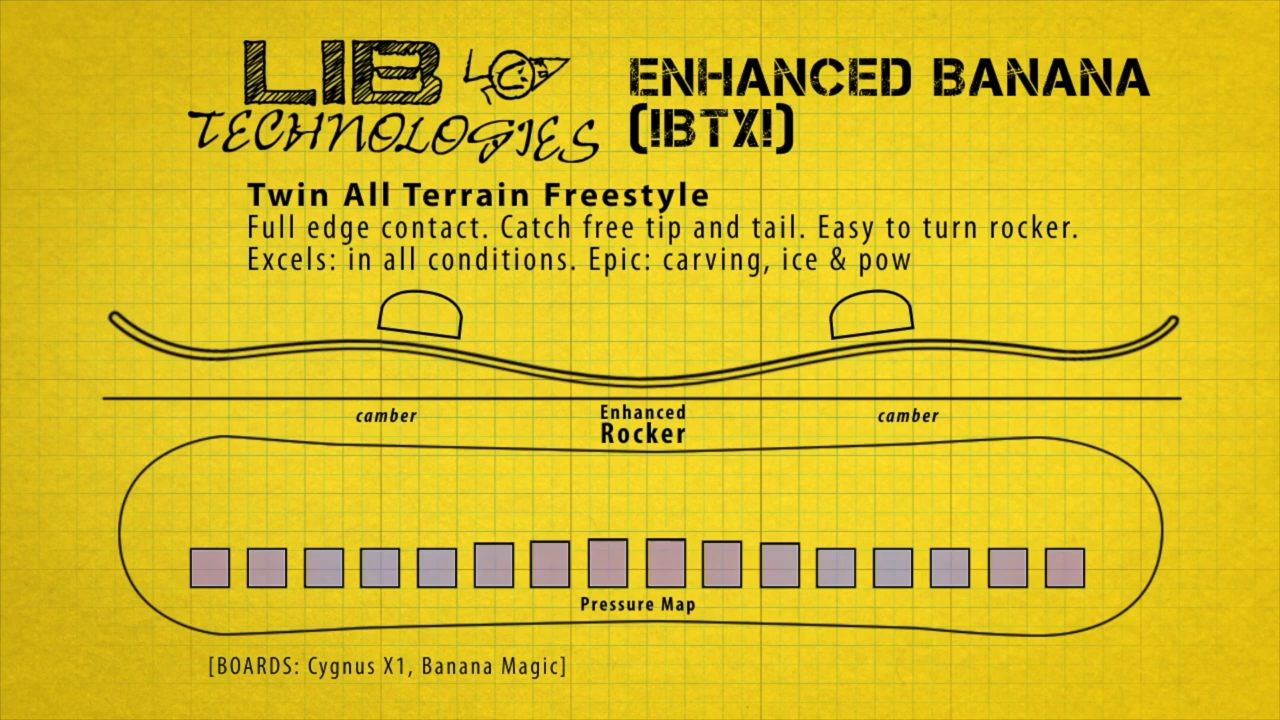 LIB
TECHNOLOGIES
ENHANCED BANANA
(!BTX!)
Twin All Terrain Freestyle
Full edge contact. Catch free tip and tail. Easy to turn rocker.
Excels: in all conditions. Epic: carving, ice & pow
camber
Enhanced
Rocker
camber
Pressure Map
[BOARDS: Cygnus X1, Banana Magic]